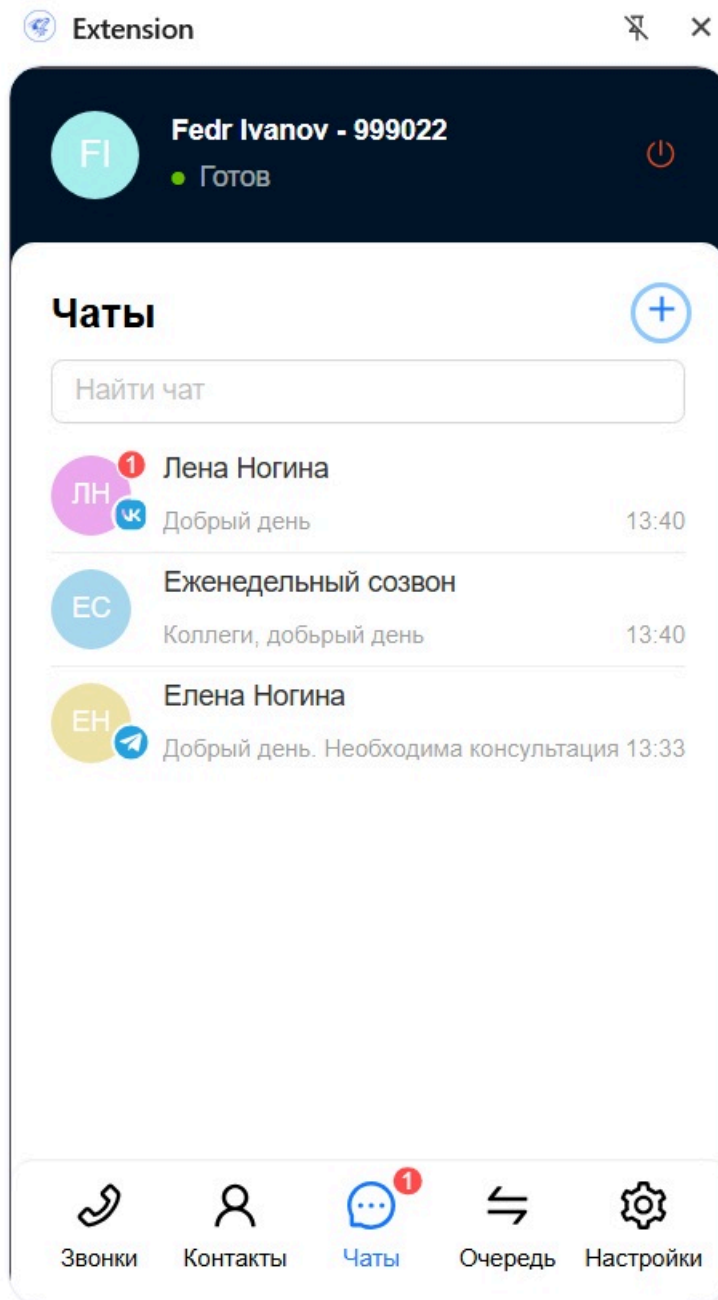 Extension
Fedr Ivanov - 999022
FI
Готов
Чаты
Найти чат
1
Лена Ногина
ЛН
Добрый день 13:40
Еженедельный созвон
ЕС
Коллеги, добьрый день 13:40
Елена Ногина
ЕН
Добрый день. Необходима консультация 13:33
1
Звонки Контакты Чаты Очередь Настройки